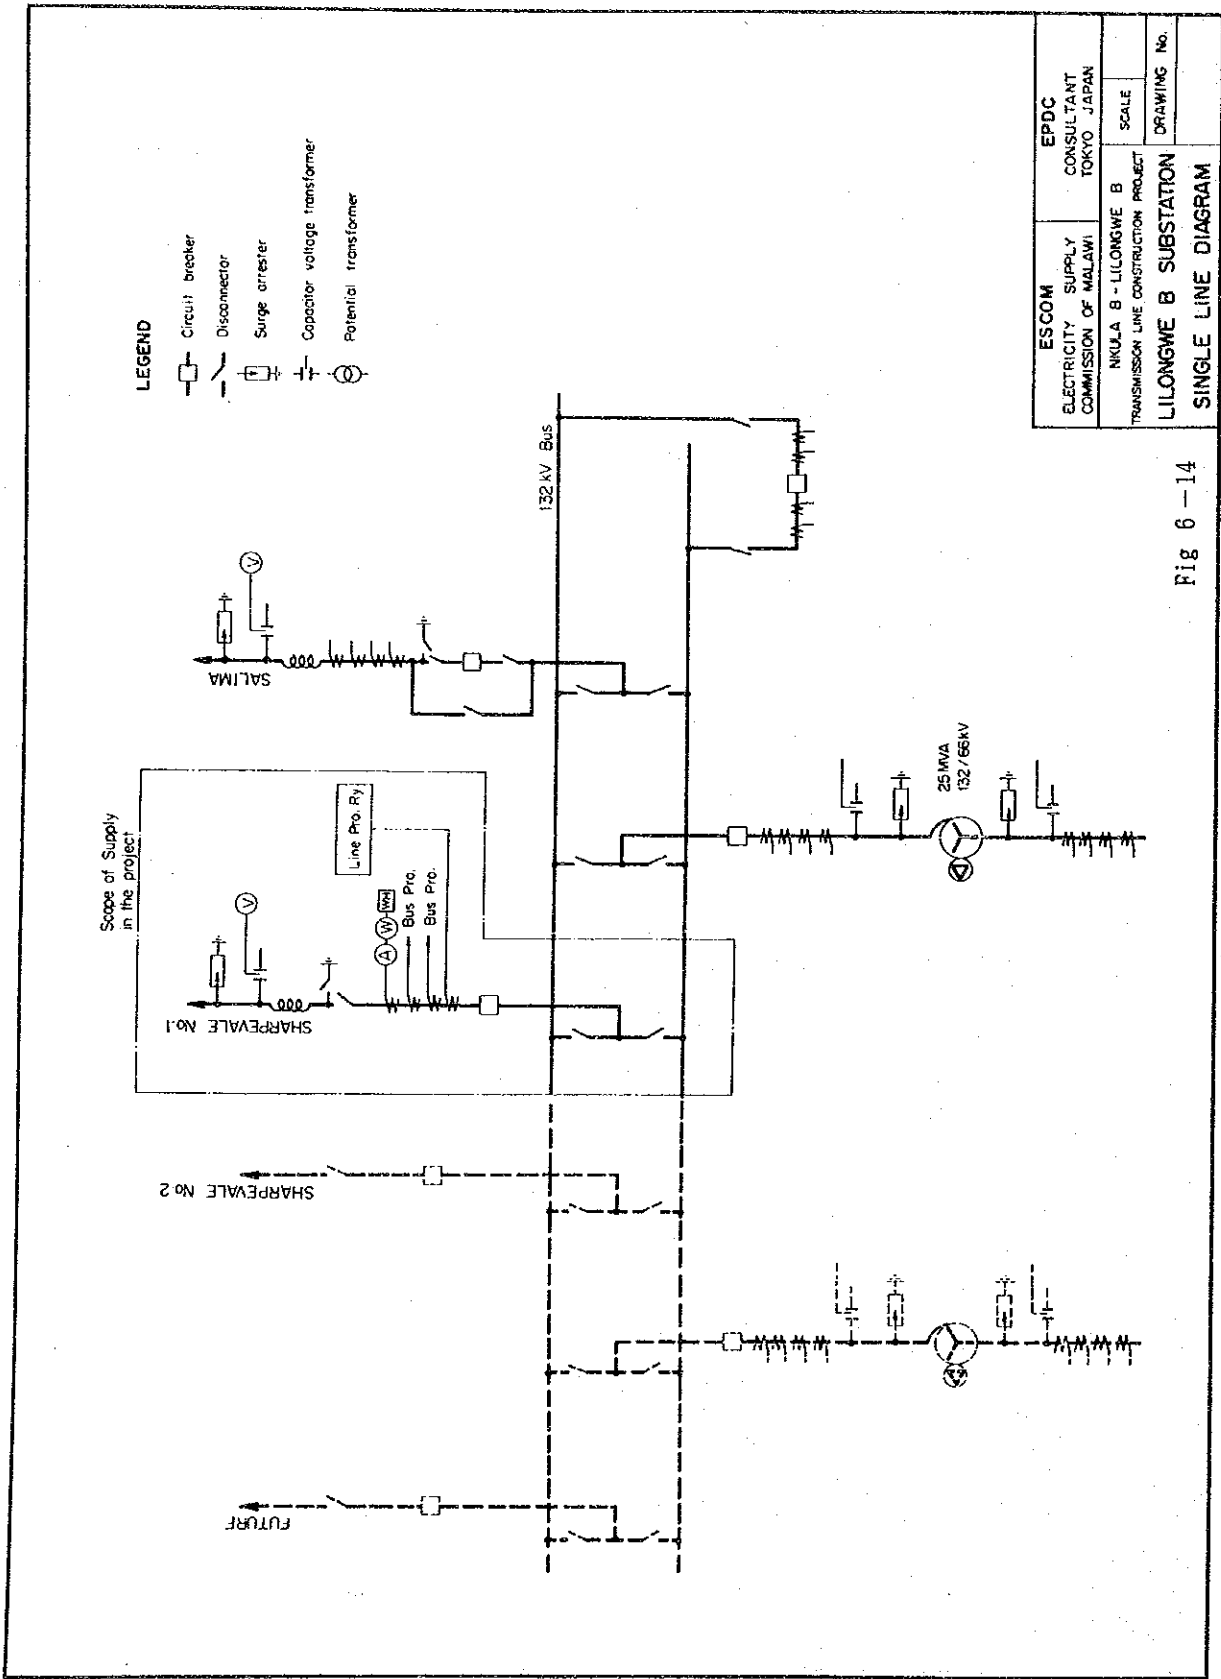 Scope of Supply
in the project
LEGEND
Circuit breaker
Disconnector
Surge arrester
Capacitor voltage transformer
Potential transformer
FUTURE
SHARPEVALE No.2
SHARPEVALE No.1
SALIMA
V
V
A
W
WH
Bus Pro.
Bus Pro.
Line Pro. Ry
132 kV Bus
25 MVA
132/66kV
ESCOM
ELECTRICITY SUPPLY
COMMISSION OF MALAWI
EPDC
CONSULTANT
TOKYO JAPAN
NKULA B - LILONGWE B
TRANSMISSION LINE CONSTRUCTION PROJECT
SCALE
LILONGWE B SUBSTATION
SINGLE LINE DIAGRAM
DRAWING No.
Fig 6-14